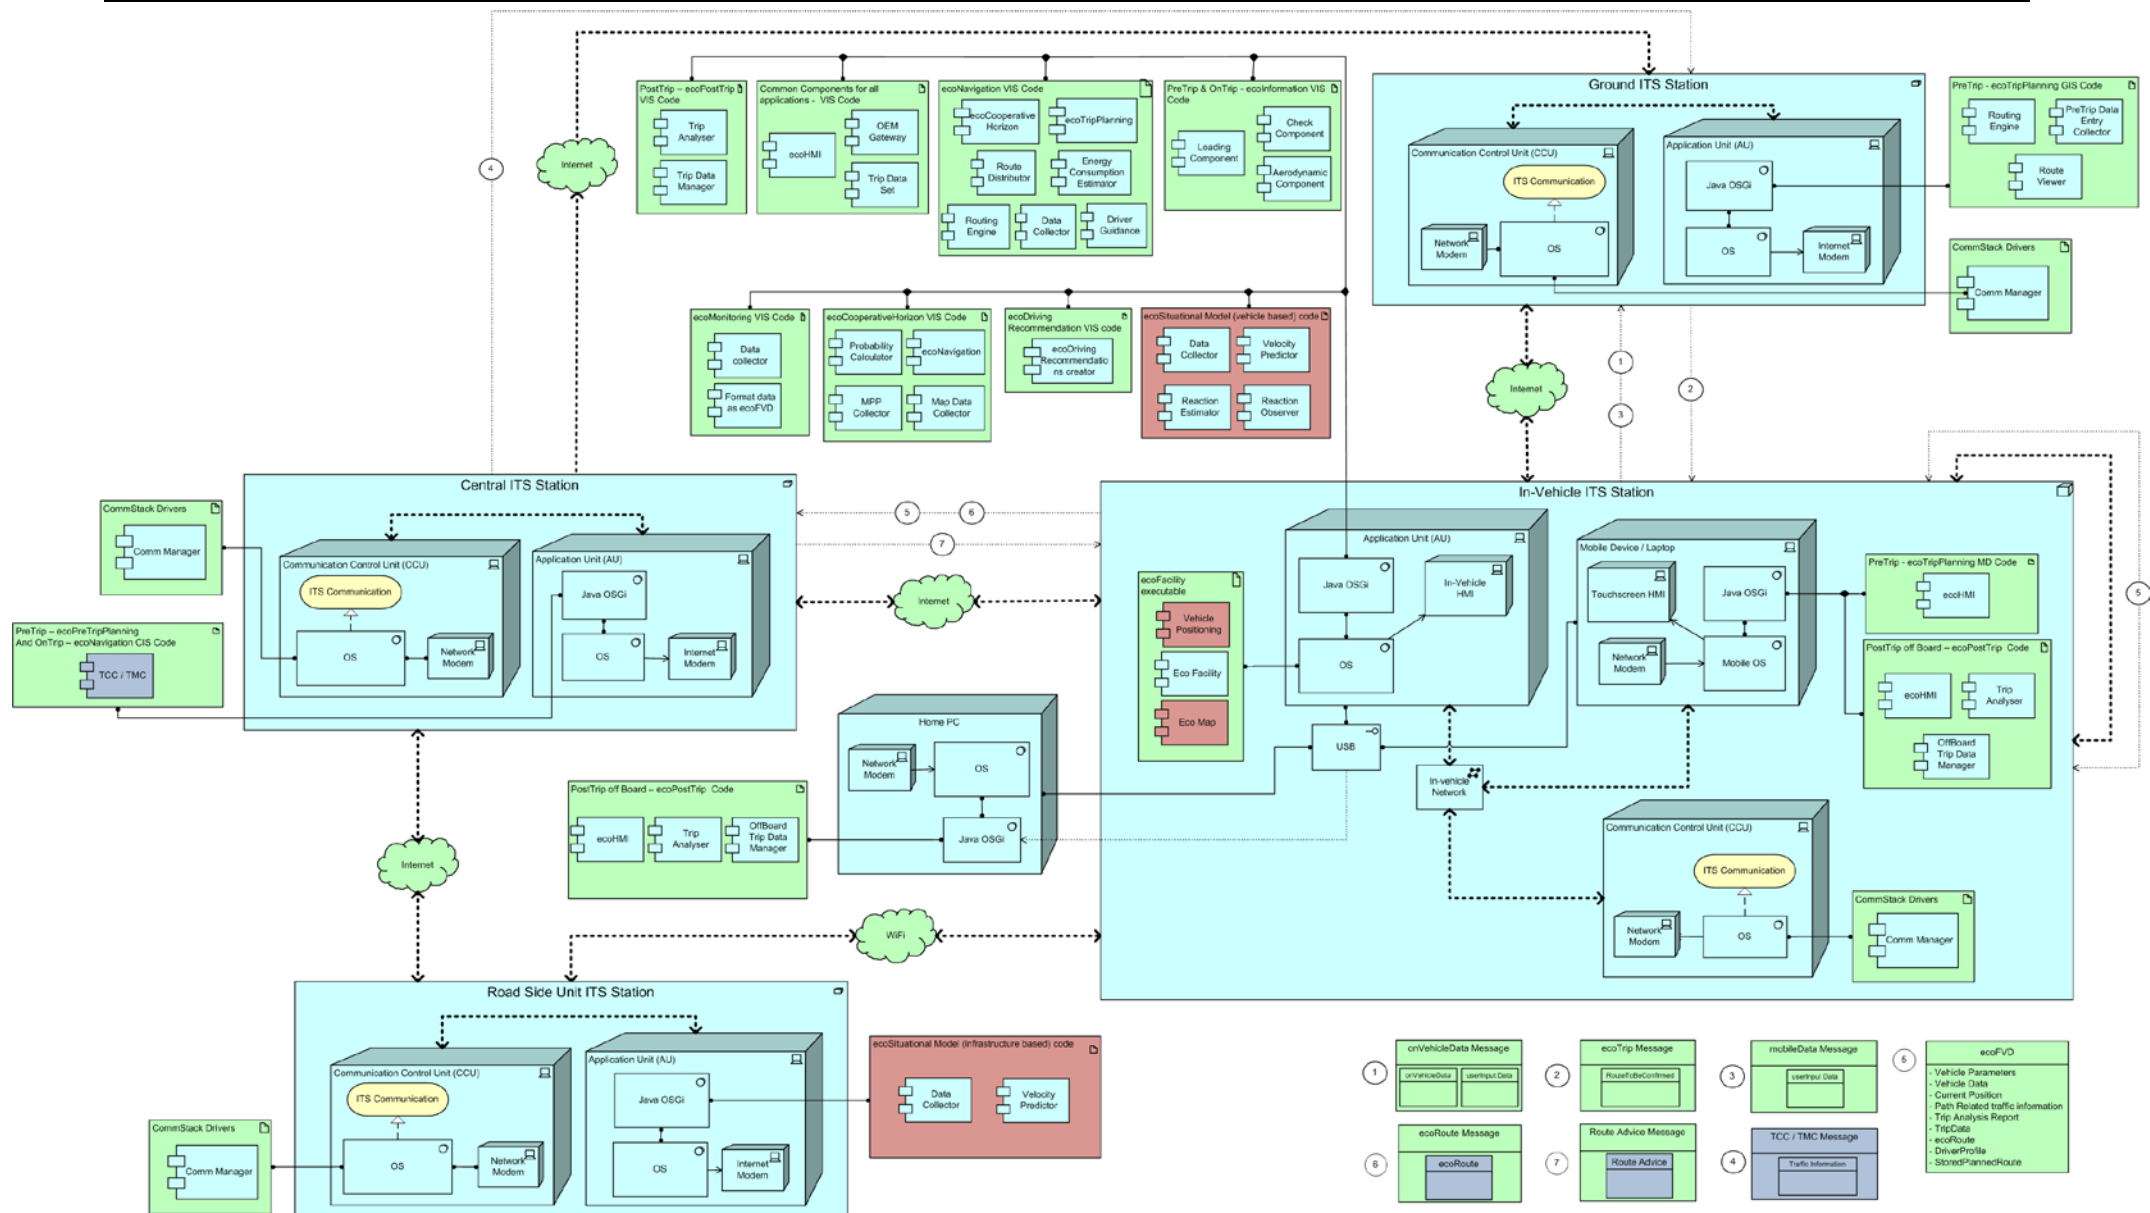 Ground ITS Station
PostTrip – ecoPostTrip
VIS Code
Trip
Analyser
Trip Data
Manager
Common Components for all
applications - VIS Code
ecoHMI
OEM
Gateway
Trip Data
Set
ecoNavigation VIS Code
ecoCooperative
Horizon
ecoTripPlanning
Route
Distributor
Energy
Consumption
Estimator
Routing
Engine
Data
Collector
Driver
Guidance
PreTrip & OnTrip - ecoInformation VIS
Code
Loading
Component
Check
Component
Aerodynamic
Component
Communication Control Unit (CCU)
ITS Communication
Network
Modem
OS
Application Unit (AU)
Java OSGi
OS
Internet
Modem
PreTrip - ecoTripPlanning GIS Code
Routing
Engine
PreTrip Data
Entry
Collector
Route
Viewer
CommStack Drivers
Comm Manager
4
Internet
ecoMonitoring VIS Code
Data
collector
Format data
as ecoFVD
ecoCooperativeHorizon VIS Code
Probability
Calculator
ecoNavigation
MPP
Collector
Map Data
Collector
ecoDriving
Recommendation VIS code
ecoDriving
Recommendatio
ns creator
ecoSituational Model (vehicle based) code
Data
Collector
Velocity
Predictor
Reaction
Estimator
Reaction
Observer
Internet
1
2
3
Central ITS Station
CommStack Drivers
Comm Manager
Communication Control Unit (CCU)
ITS Communication
OS
Network
Modem
Application Unit (AU)
Java OSGi
OS
Internet
Modem
PreTrip – ecoPreTripPlanning
And OnTrip – ecoNavigation CIS Code
TCC / TMC
5
6
7
Internet
In-Vehicle ITS Station
ecoFacility
executable
Vehicle
Positioning
Eco Facility
Eco Map
Application Unit (AU)
Java OSGi
In-Vehicle
HMI
OS
Mobile Device / Laptop
Touchscreen HMI
Java OSGi
Network
Modem
Mobile OS
PreTrip - ecoTripPlanning MD Code
ecoHMI
PostTrip off Board – ecoPostTrip Code
ecoHMI
Trip
Analyser
OffBoard
Trip Data
Manager
5
USB
In-vehicle
Network
Home PC
Network
Modem
OS
Java OSGi
PostTrip off Board – ecoPostTrip Code
ecoHMI
Trip
Analyser
OffBoard
Trip Data
Manager
Communication Control Unit (CCU)
ITS Communication
Network
Modem
OS
CommStack Drivers
Comm Manager
Internet
WiFi
Road Side Unit ITS Station
Communication Control Unit (CCU)
ITS Communication
OS
Network
Modem
Application Unit (AU)
Java OSGi
OS
Internet
Modem
CommStack Drivers
Comm Manager
ecoSituational Model (infrastructure based) code
Data
Collector
Velocity
Predictor
1
onVehicleData Message
onVehicleData
userInput Data
2
ecoTrip Message
RouteToBeConfirmed
3
mobileData Message
userInput Data
5
ecoFVD
- Vehicle Parameters
- Vehicle Data
- Current Position
- Path Related traffic information
- Trip Analysis Report
- TripData
- ecoRoute
- DriverProfile
- StoredPlannedRoute
6
ecoRoute Message
ecoRoute
7
Route Advice Message
Route Advice
4
TCC / TMC Message
Traffic Information